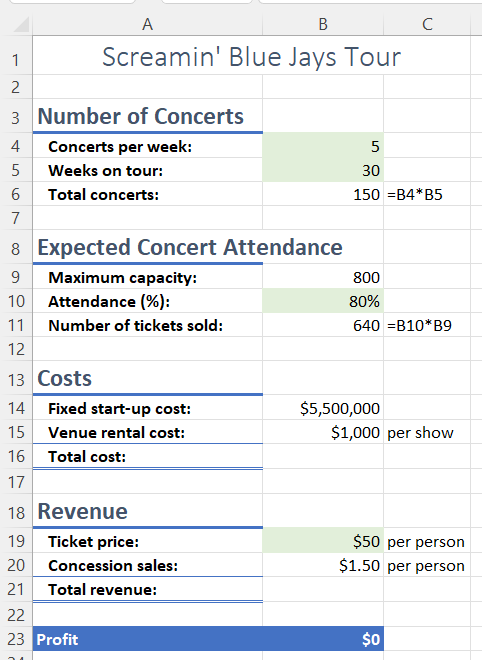 A B C
1 Screamin' Blue Jays Tour
2
3 Number of Concerts
4 Concerts per week: 5
5 Weeks on tour: 30
6 Total concerts: 150 =B4*B5
7
8 Expected Concert Attendance
9 Maximum capacity: 800
10 Attendance (%): 80%
11 Number of tickets sold: 640 =B10*B9
12
13 Costs
14 Fixed start-up cost: $5,500,000
15 Venue rental cost: $1,000 per show
16 Total cost:
17
18 Revenue
19 Ticket price: $50 per person
20 Concession sales: $1.50 per person
21 Total revenue:
22
23 Profit $0